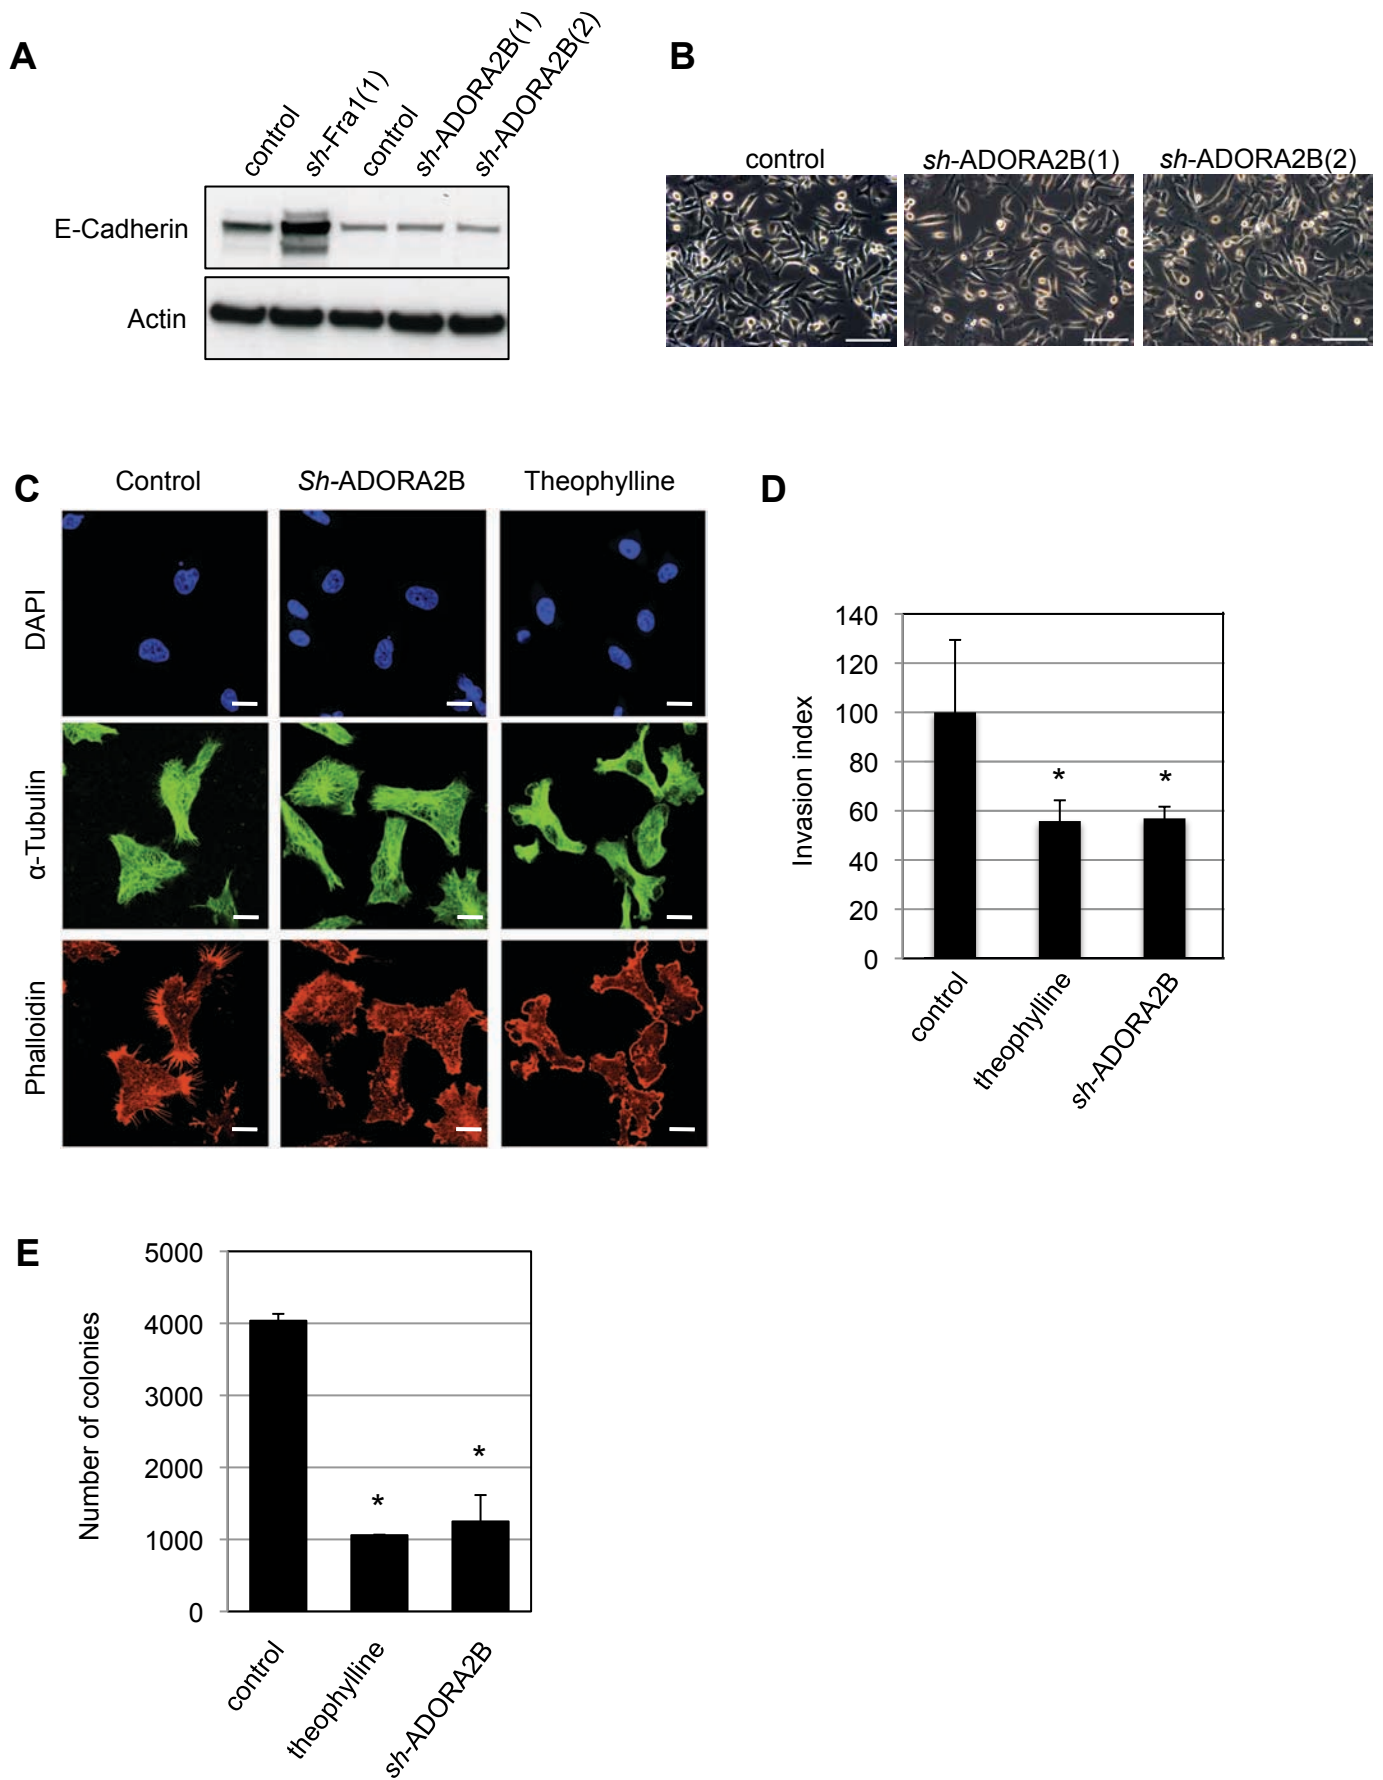 A
control
sh-Fra1(1)
control
sh-ADORA2B(1)
sh-ADORA2B(2)
E-Cadherin
Actin
B
control
sh-ADORA2B(1)
sh-ADORA2B(2)
C
Control
Sh-ADORA2B
Theophylline
DAPI
α-Tubulin
Phalloidin
D
Invasion index
140
120
100
80
60
40
20
0
*
*
control
theophylline
sh-ADORA2B
E
Number of colonies
5000
4000
3000
2000
1000
0
*
*
control
theophylline
sh-ADORA2B